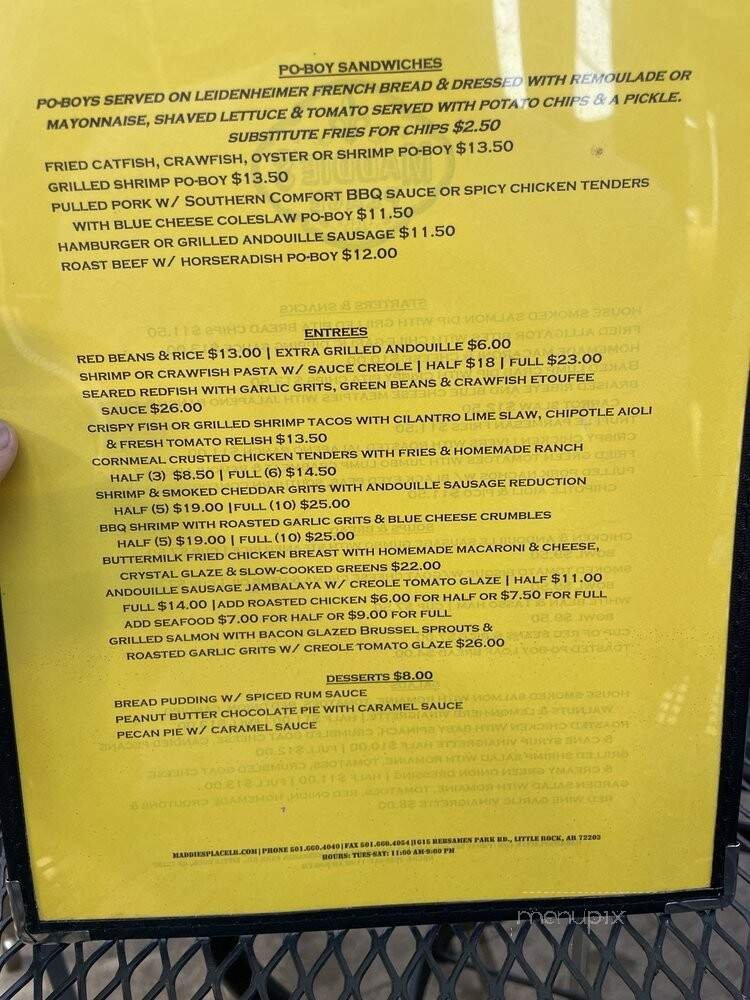 PO-BOY SANDWICHES
PO-BOYS SERVED ON LEIDENHEIMER FRENCH BREAD & DRESSED WITH REMOULADE OR
MAYONNAISE, SHAVED LETTUCE & TOMATO SERVED WITH POTATO CHIPS & A PICKLE.
SUBSTITUTE FRIES FOR CHIPS $2.50
FRIED CATFISH, CRAWFISH, OYSTER OR SHRIMP PO-BOY $13.50
GRILLED SHRIMP PO-BOY $13.50
PULLED PORK W/ SOUTHERN COMFORT BBQ SAUCE OR SPICY CHICKEN TENDERS
WITH BLUE CHEESE COLESLAW PO-BOY $11.50
HAMBURGER OR GRILLED ANDOUILLE SAUSAGE $11.50
ROAST BEEF W/ HORSERADISH PO-BOY $12.00
ENTREES
RED BEANS & RICE $13.00 | EXTRA GRILLED ANDOUILLE $6.00
SHRIMP OR CRAWFISH PASTA W/ SAUCE CREOLE | HALF $18 | FULL $23.00
SEARED REDFISH WITH GARLIC GRITS, GREEN BEANS & CRAWFISH ETOUFEE
SAUCE $26.00
CRISPY FISH OR GRILLED SHRIMP TACOS WITH CILANTRO LIME SLAW, CHIPOTLE AIOLI
& FRESH TOMATO RELISH $13.50
CORNMEAL CRUSTED CHICKEN TENDERS WITH FRIES & HOMEMADE RANCH
HALF (3) $8.50 | FULL (6) $14.50
SHRIMP & SMOKED CHEDDAR GRITS WITH ANDOUILLE SAUSAGE REDUCTION
HALF (5) $19.00 |FULL (10) $25.00
BBQ SHRIMP WITH ROASTED GARLIC GRITS & BLUE CHEESE CRUMBLES
HALF (5) $19.00 | FULL (10) $25.00
BUTTERMILK FRIED CHICKEN BREAST WITH HOMEMADE MACARONI & CHEESE,
CRYSTAL GLAZE & SLOW-COOKED GREENS $22.00
ANDOUILLE SAUSAGE JAMBALAYA W/ CREOLE TOMATO GLAZE | HALF $11.00
FULL $14.00 |ADD ROASTED CHICKEN $6.00 FOR HALF OR $7.50 FOR FULL
ADD SEAFOOD $7.00 FOR HALF OR $9.00 FOR FULL
GRILLED SALMON WITH BACON GLAZED BRUSSEL SPROUTS &
ROASTED GARLIC GRITS W/ CREOLE TOMATO GLAZE $26.00
DESSERTS $8.00
BREAD PUDDING W/ SPICED RUM SAUCE
PEANUT BUTTER CHOCOLATE PIE WITH CARAMEL SAUCE
PECAN PIE W/ CARAMEL SAUCE
MADDIESPLACELR.COM | PHONE 501.660.4040 | FAX 501.660.4054 |1615 REBSAMEN PARK RD., LITTLE ROCK, AR 72202
HOURS: TUES-SAT: 11:00 AM-9:00 PM
menupix